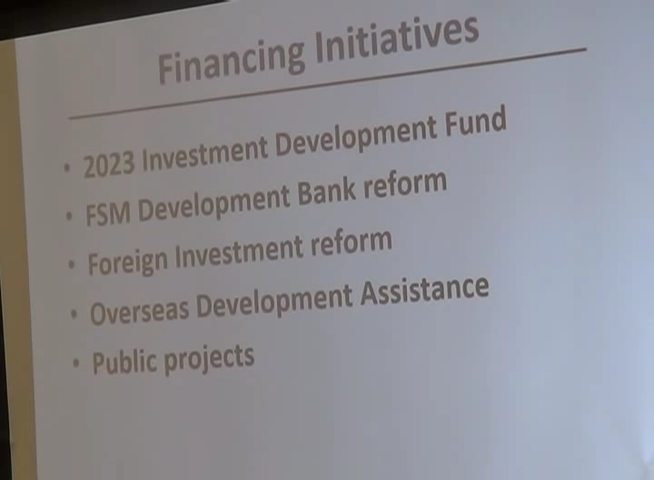 Financing Initiatives
• 2023 Investment Development Fund
• FSM Development Bank reform
• Foreign Investment reform
• Overseas Development Assistance
• Public projects